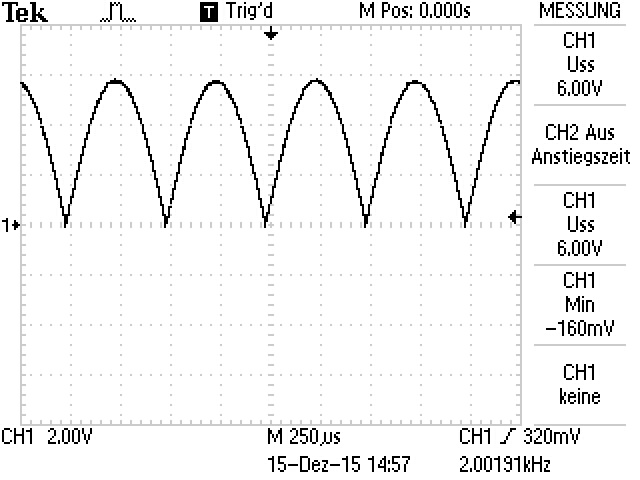 Tek
T Trig'd
M Pos: 0.000s
MESSUNG
CH1
Uss
6.00V
CH2 Aus
Anstiegszeit
CH1
Uss
6.00V
CH1
Min
-160mV
CH1
keine
1
CH1 2.00V
M 250µs
CH1 320mV
15-Dez-15 14:57
2.00191kHz